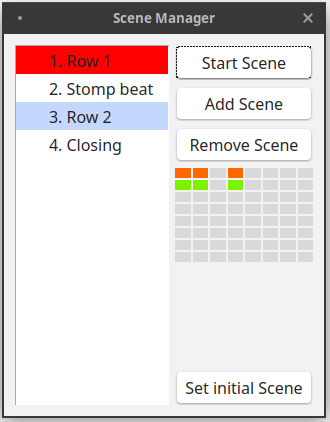 Scene Manager
1. Row 1
2. Stomp beat
3. Row 2
4. Closing
Start Scene
Add Scene
Remove Scene
Set initial Scene